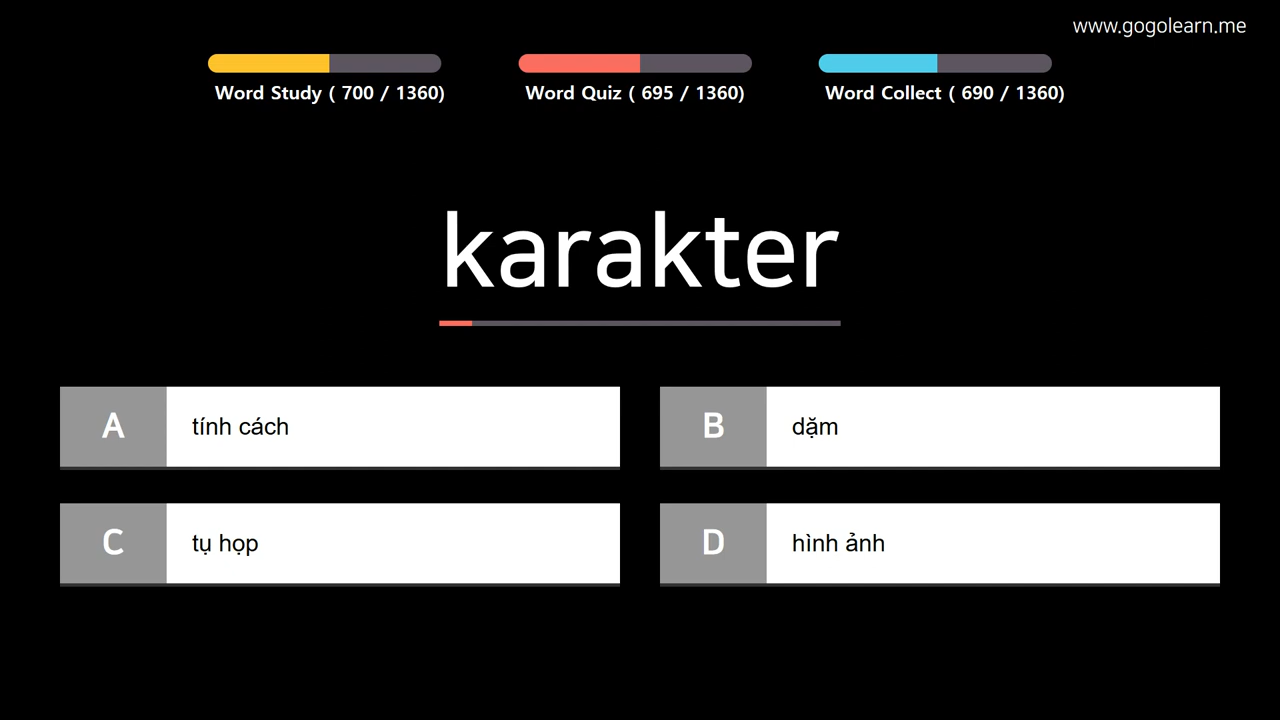 www.gogolearn.me
Word Study ( 700 / 1360)
Word Quiz ( 695 / 1360)
Word Collect ( 690 / 1360)
karakter
A tính cách
B dặm
C tụ họp
D hình ảnh